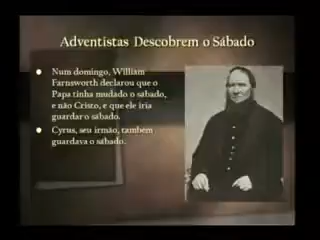 Adventistas Descobrem o Sábado
Num domingo, William
Farnsworth declarou que o
Papa tinha mudado o sábado,
e não Cristo, e que ele iria
guardar o sábado.
Cyrus, seu irmão, também
guardava o sábado.